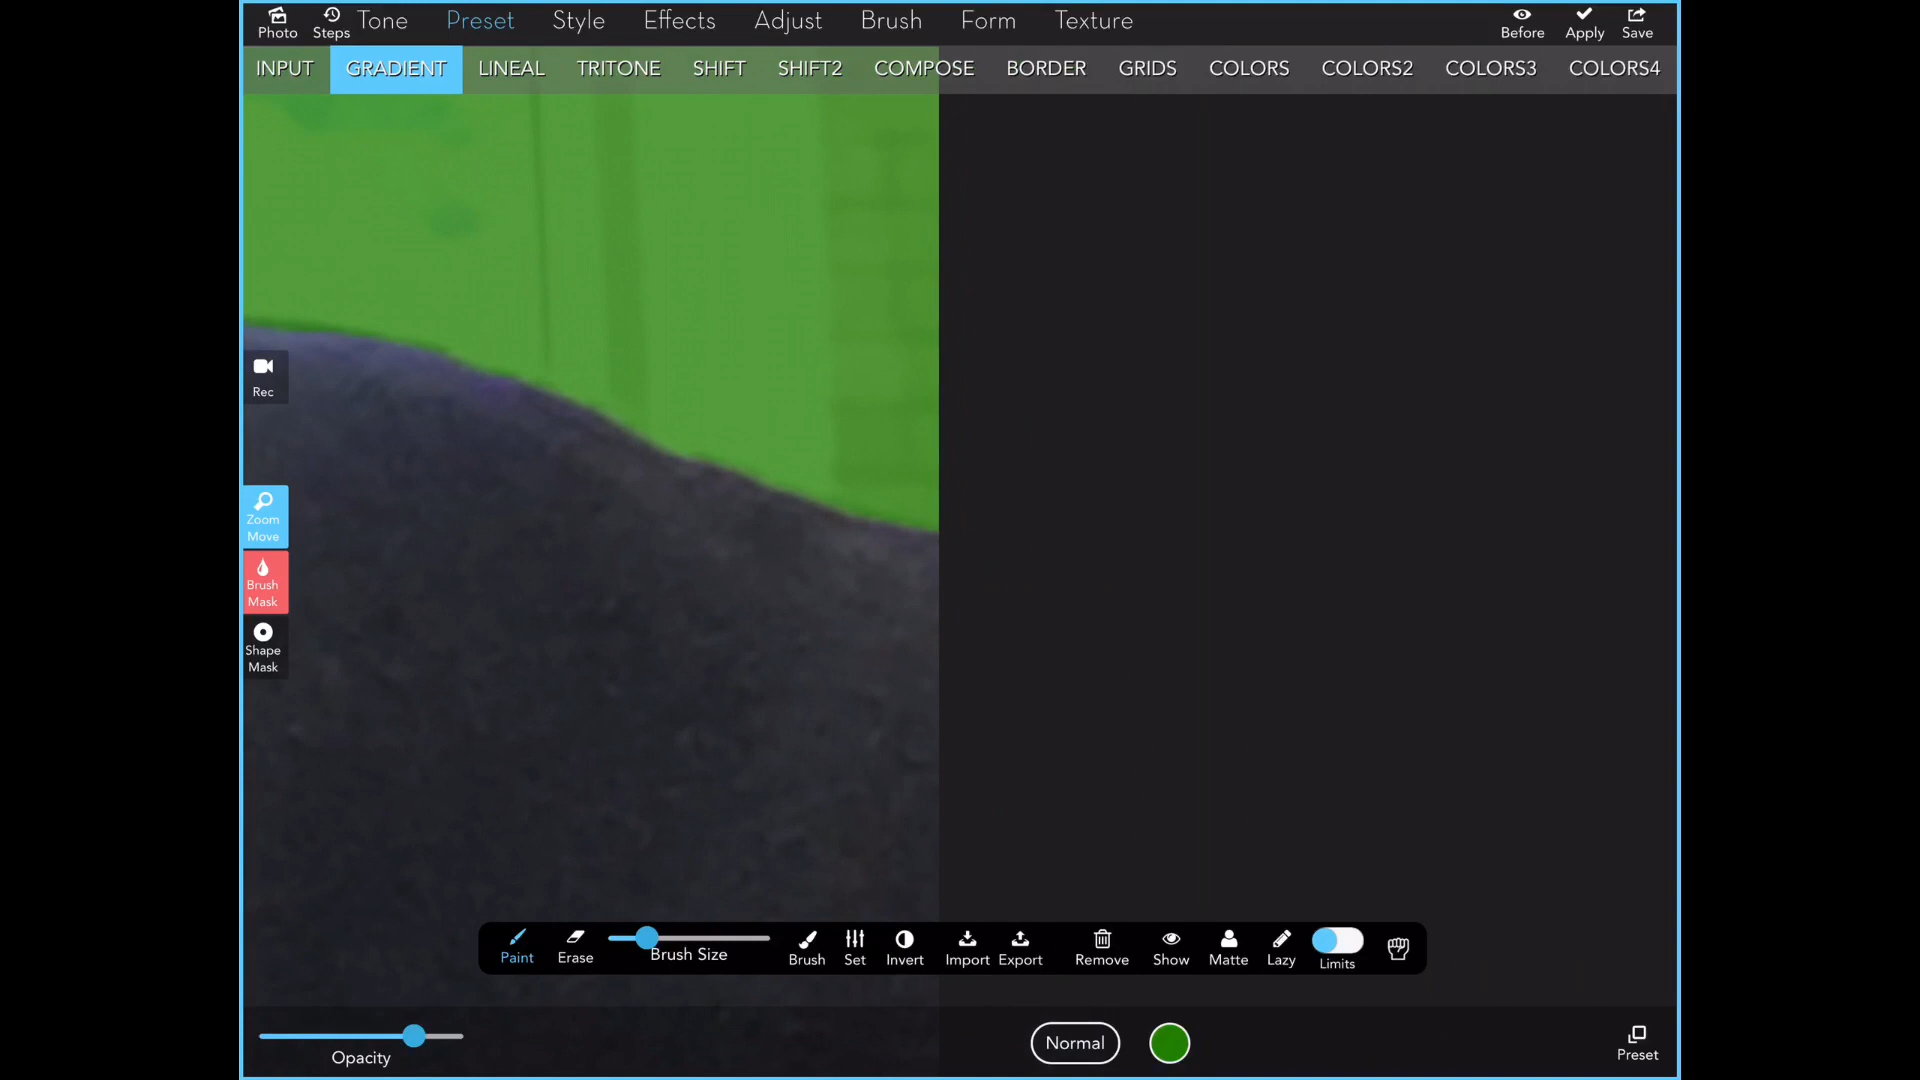 Photo Steps Tone Preset Style Effects Adjust Brush Form Texture Before Apply Save
INPUT GRADIENT LINEAL TRITONE SHIFT SHIFT2 COMPOSE BORDER GRIDS COLORS COLORS2 COLORS3 COLORS4
Rec
Zoom
Move
Brush
Mask
Shape
Mask
Paint Erase Brush Size Brush Set Invert Import Export Remove Show Matte Lazy Limits
Opacity Normal Preset